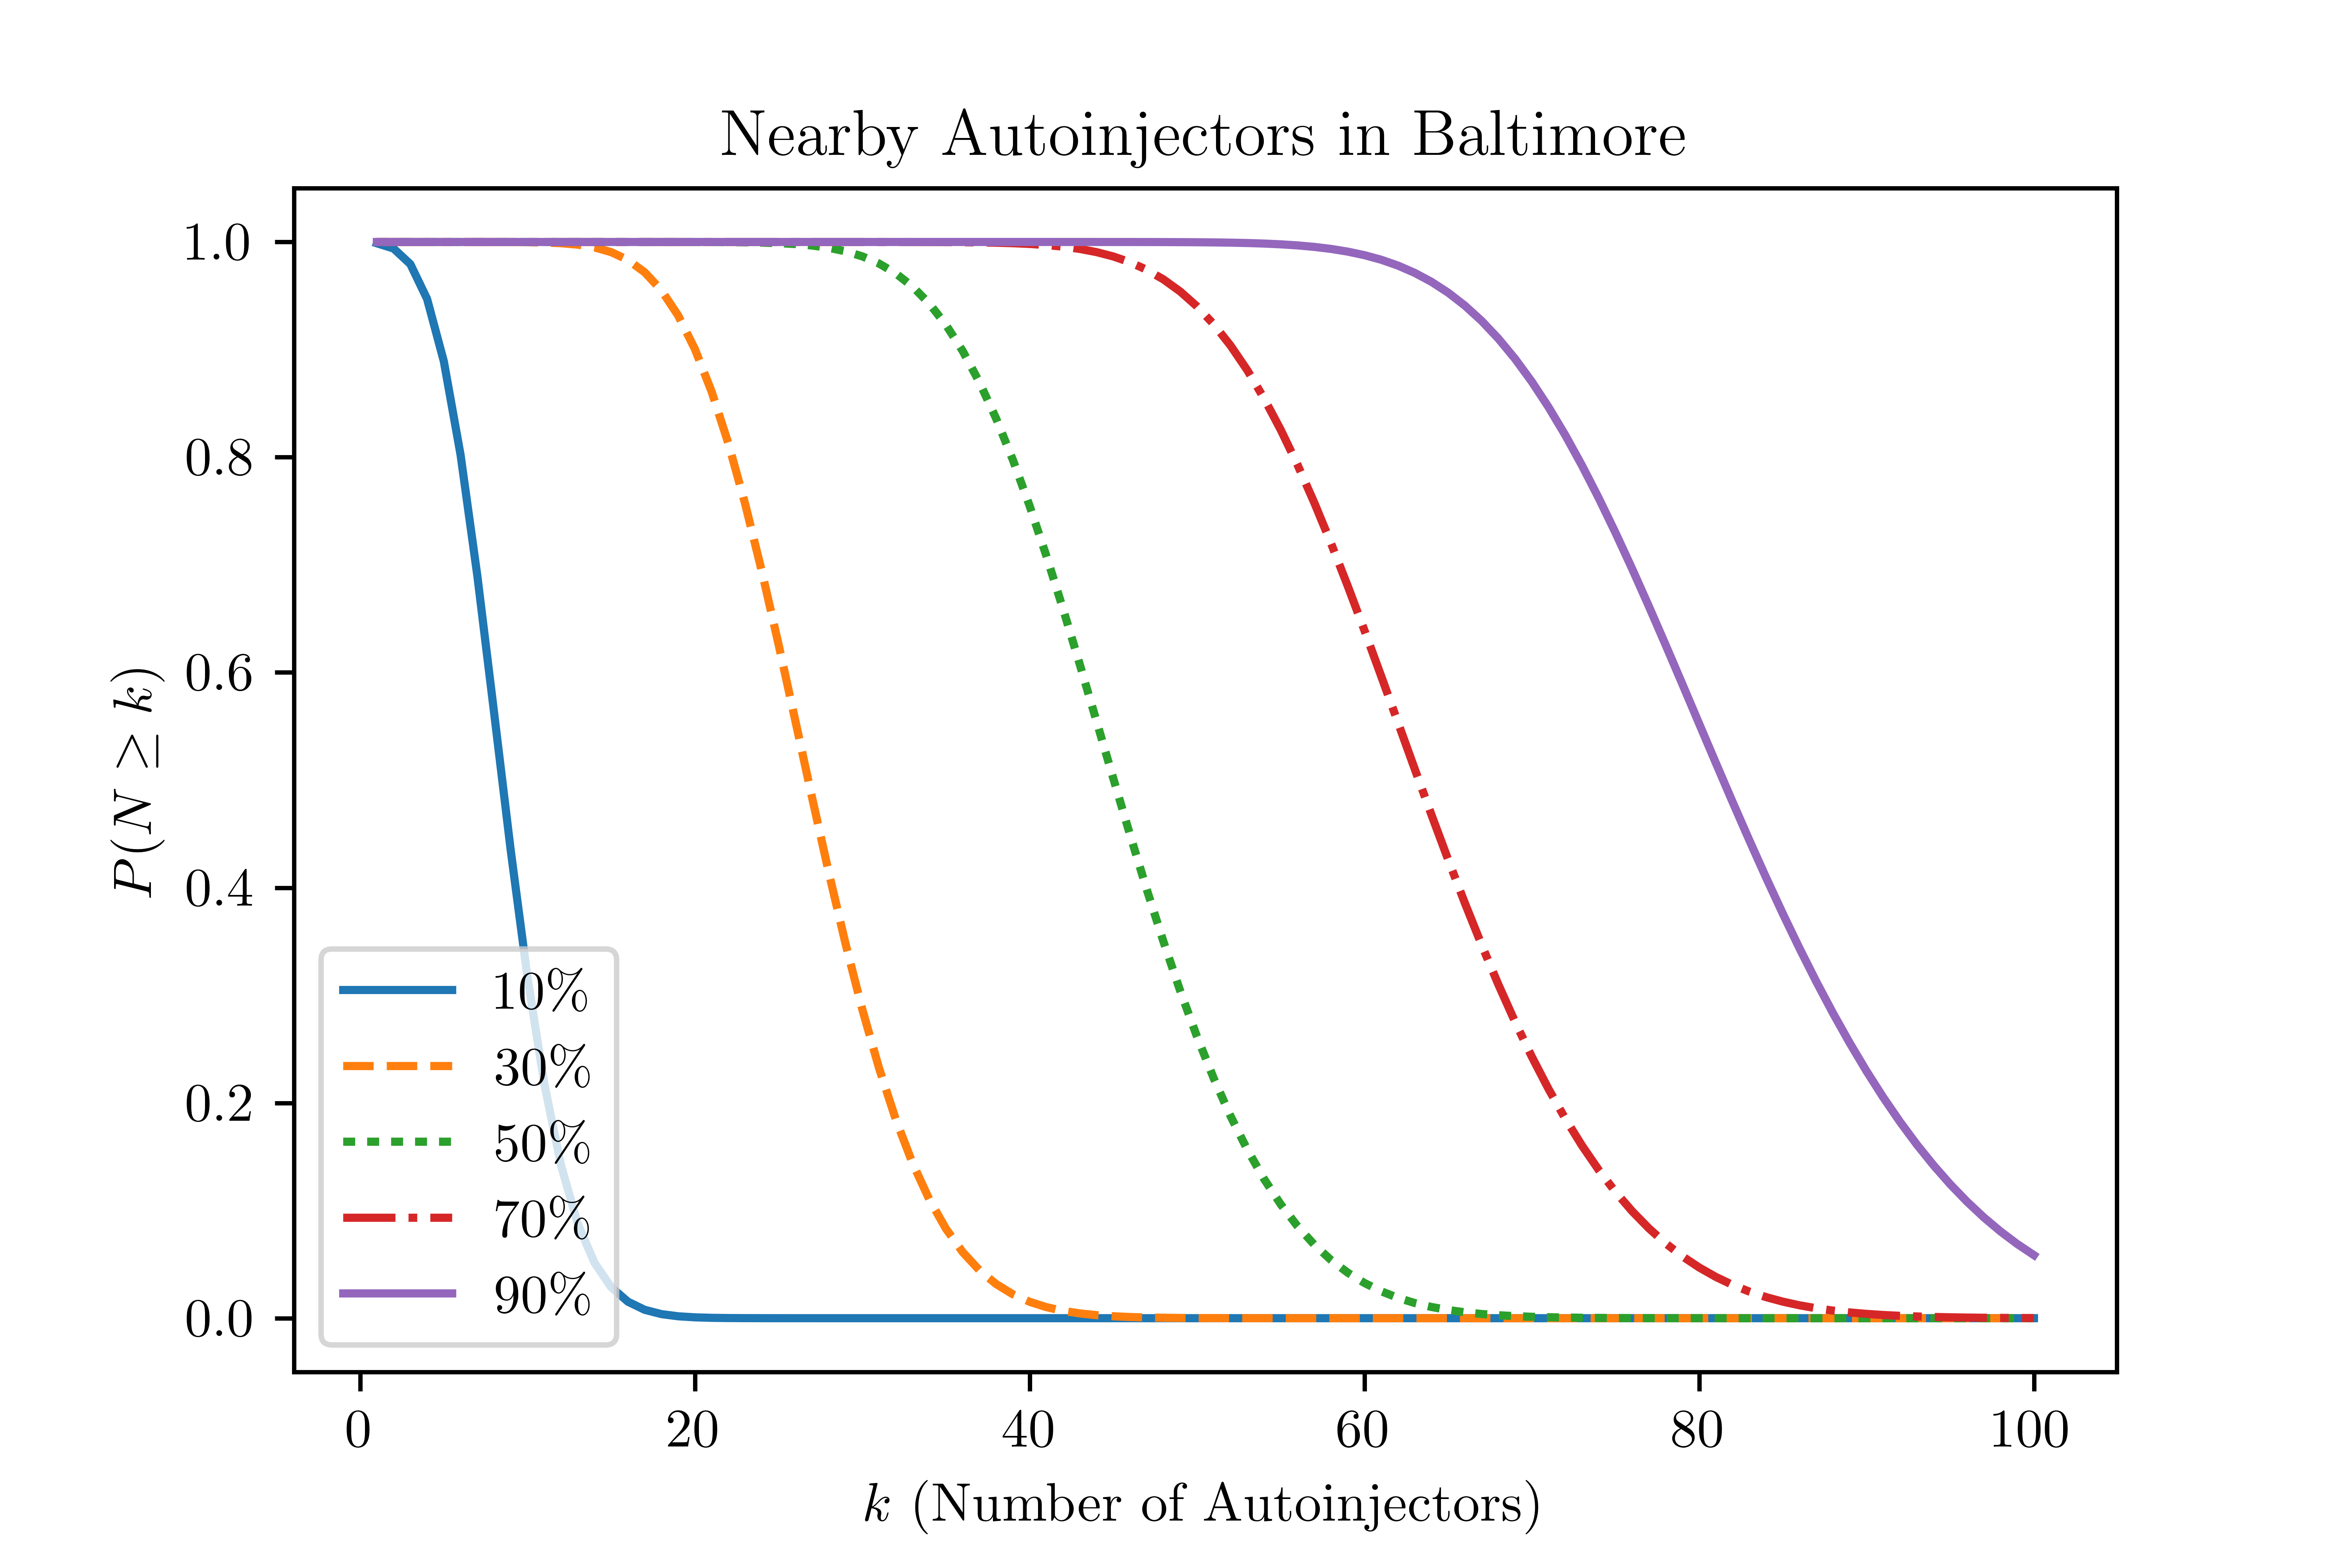 Nearby Autoinjectors in Baltimore
1.0
0.8
0.6
0.4
0.2
0.0
P(N ≥ k)
10%
30%
50%
70%
90%
0 20 40 60 80 100
k (Number of Autoinjectors)